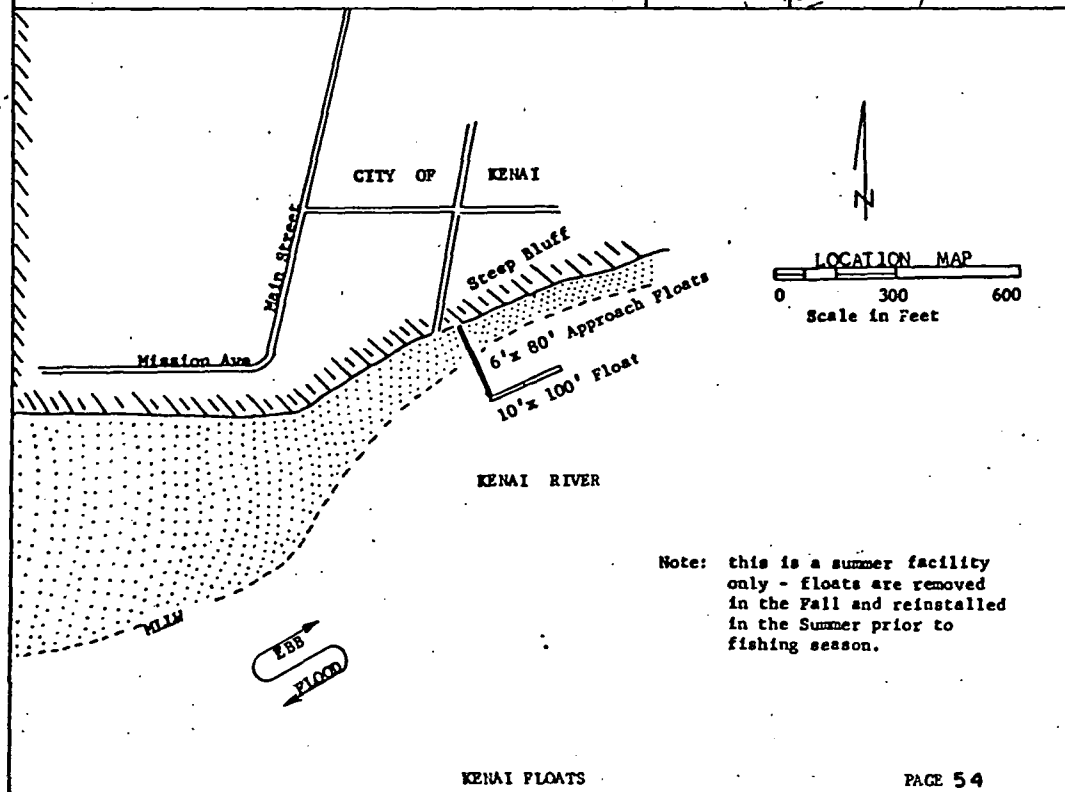 CITY OF KENAI
Main Street
Steep Bluff
Mission Ave
6'x 80' Approach Floats
10'x 100' Float
KENAI RIVER
N
LOCATION MAP
0 300 600
Scale in Feet
Note: this is a summer facility
only - floats are removed
in the Fall and reinstalled
in the Summer prior to
fishing season.
MLLW
EBB
FLOOD
KENAI FLOATS
PAGE 54